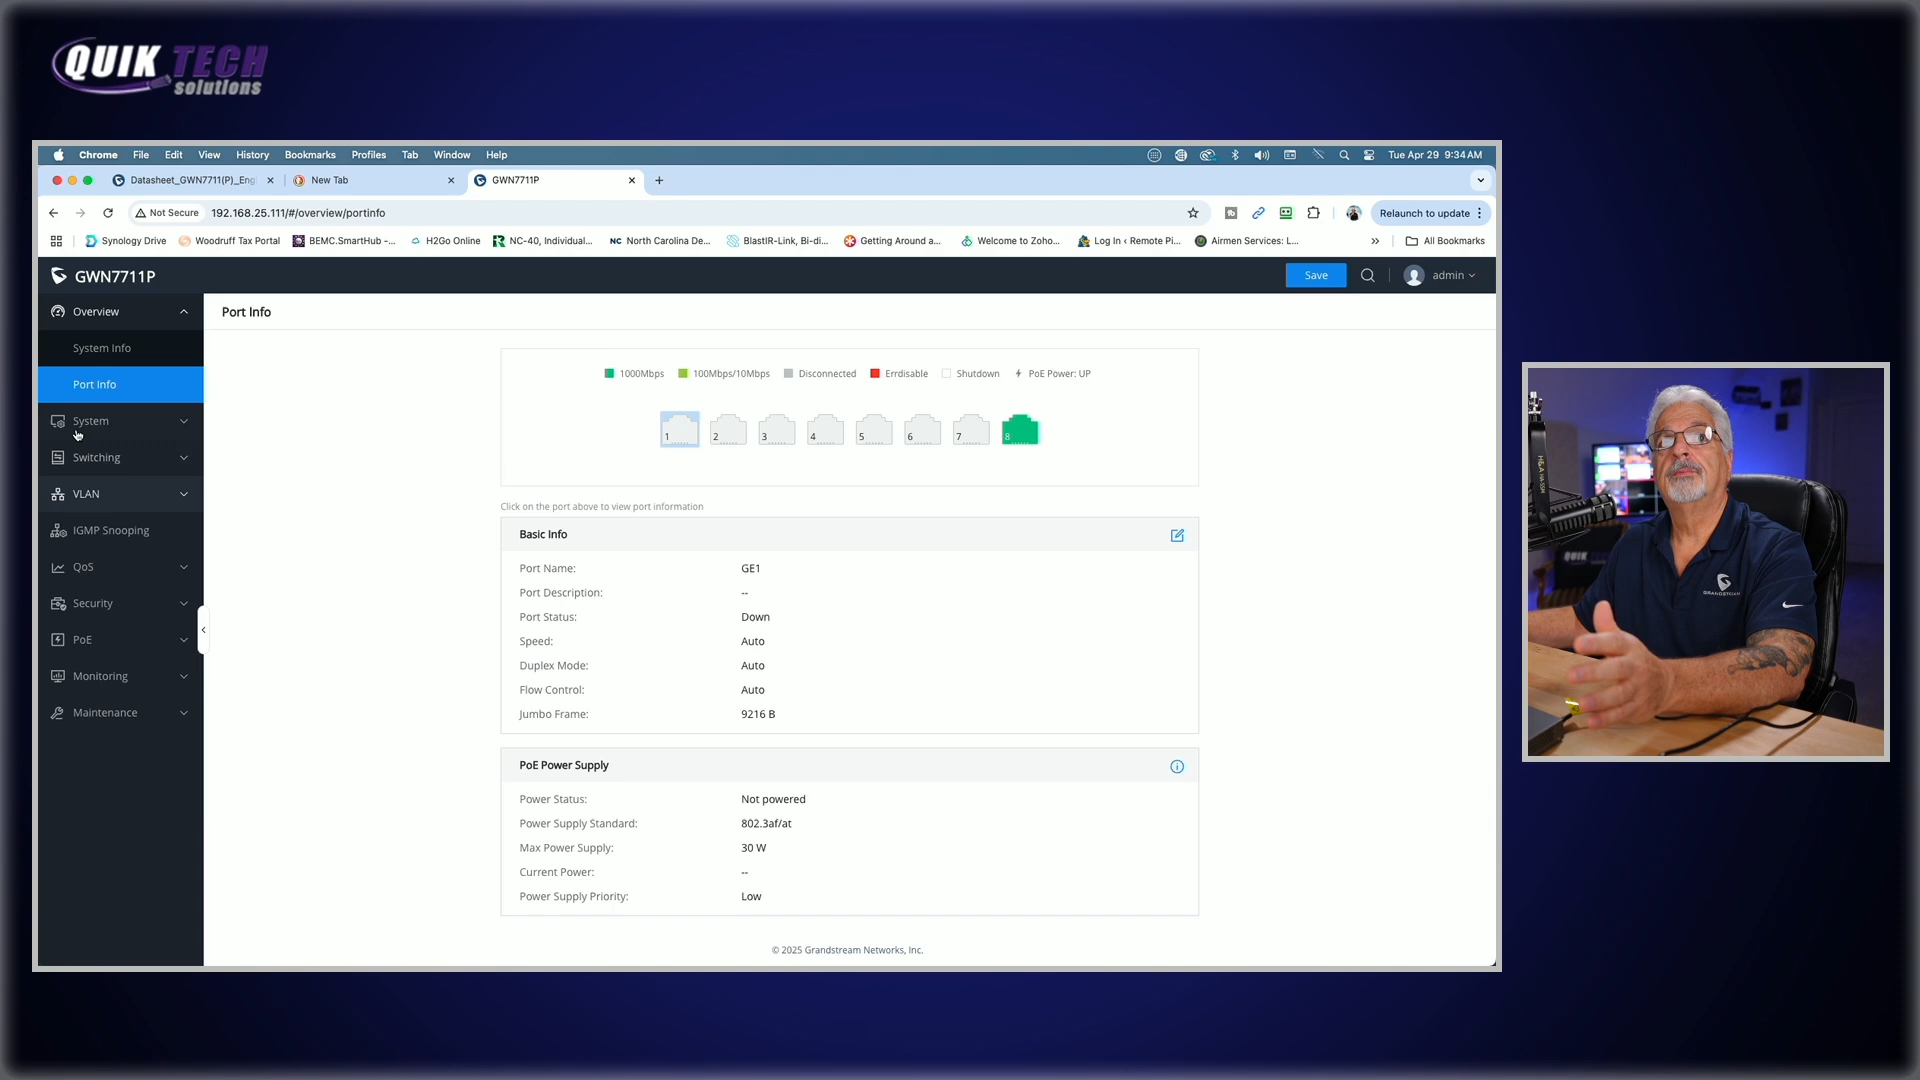 QUIK TECH
solutions
Chrome File Edit View History Bookmarks Profiles Tab Window Help
Tue Apr 29 9:34 AM
Datasheet_GWN7711(P)_Eng
New Tab
GWN7711P
Not Secure 192.168.25.111/#/overview/portinfo
Relaunch to update
Synology Drive
Woodruff Tax Portal
BEMC.SmartHub -...
H2Go Online
NC-40, Individual...
North Carolina De...
BlastIR-Link, Bi-di...
Getting Around a...
Welcome to Zoho...
Log In ‹ Remote Pi...
Airmen Services: L...
»
All Bookmarks
GWN7711P
Save
admin
Overview
System Info
Port Info
System
Switching
VLAN
IGMP Snooping
QoS
Security
PoE
Monitoring
Maintenance
Port Info
1000Mbps 100Mbps/10Mbps Disconnected Errdisable Shutdown PoE Power: UP
1 2 3 4 5 6 7 8
Click on the port above to view port information
Basic Info
Port Name: GE1
Port Description: --
Port Status: Down
Speed: Auto
Duplex Mode: Auto
Flow Control: Auto
Jumbo Frame: 9216 B
PoE Power Supply
Power Status: Not powered
Power Supply Standard: 802.3af/at
Max Power Supply: 30 W
Current Power: --
Power Supply Priority: Low
© 2025 Grandstream Networks, Inc.
GRANDSTREAM
QUIK TECH